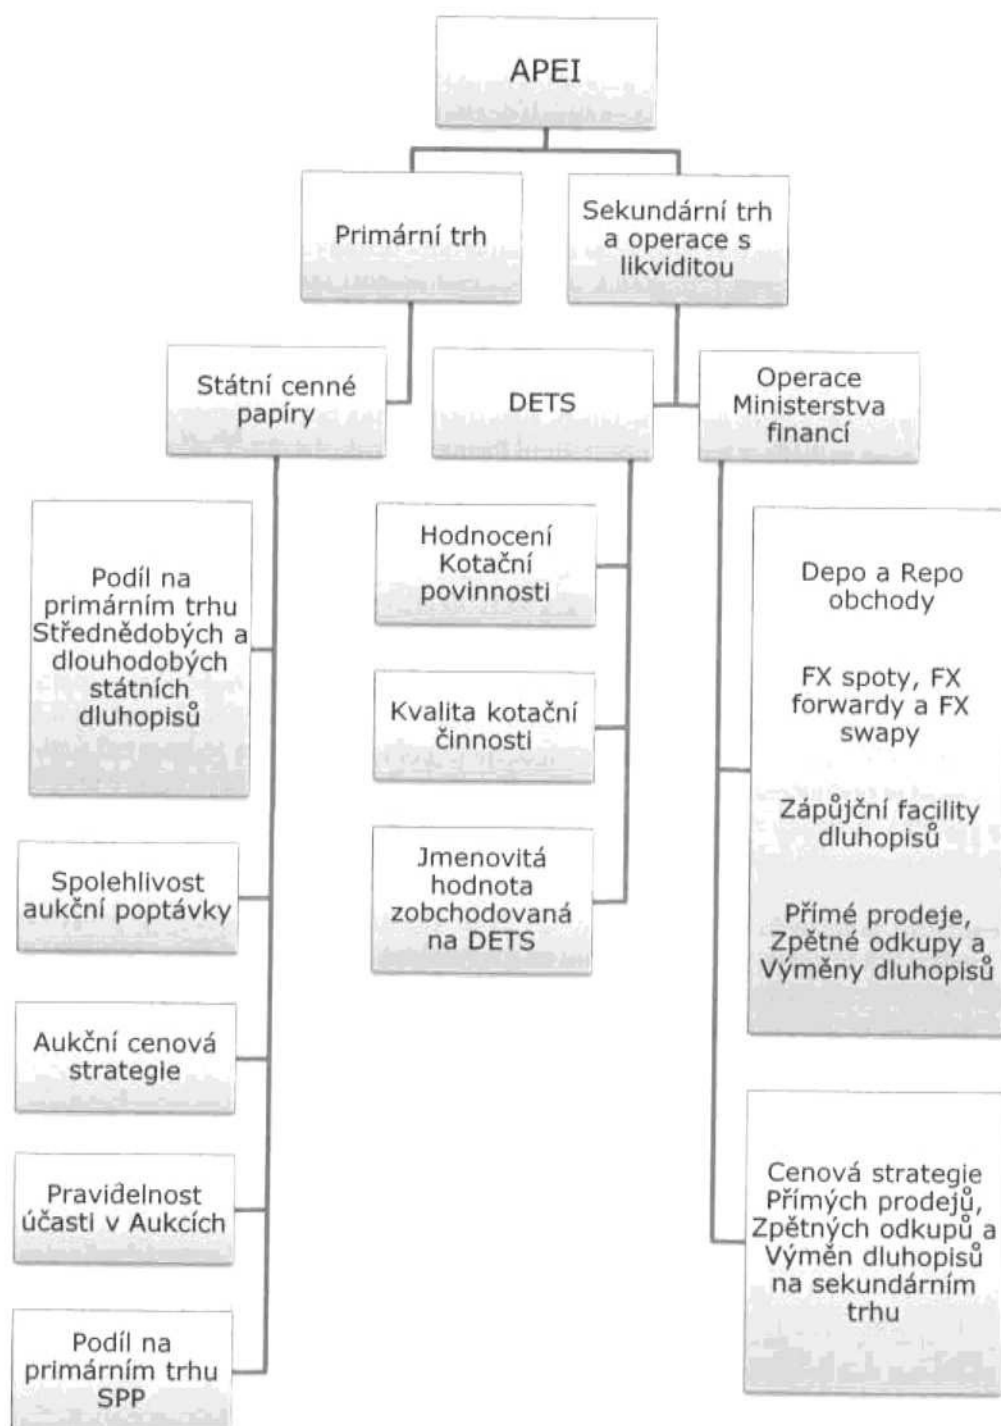 APEI
Primární trh
Sekundární trh
a operace s
likviditou
Státní cenné
papíry
DETS
Operace
Ministerstva
financí
Podíl na
primárním trhu
Střednědobých a
dlouhodobých
státních
dluhopisů
Spolehlivost
aukční poptávky
Aukční cenová
strategie
Pravidelnost
účasti v Aukcích
Podíl na
primárním trhu
SPP
Hodnocení
Kotační
povinnosti
Kvalita kotační
činnosti
Jmenovitá
hodnota
zobchodovaná
na DETS
Depo a Repo
obchody
FX spoty, FX
forwardy a FX
swapy
Zápůjční facility
dluhopisů
Přímé prodeje,
Zpětné odkupy a
Výměny dluhopisů
Cenová strategie
Přímých prodejů,
Zpětných odkupů a
Výměn dluhopisů
na sekundárním
trhu